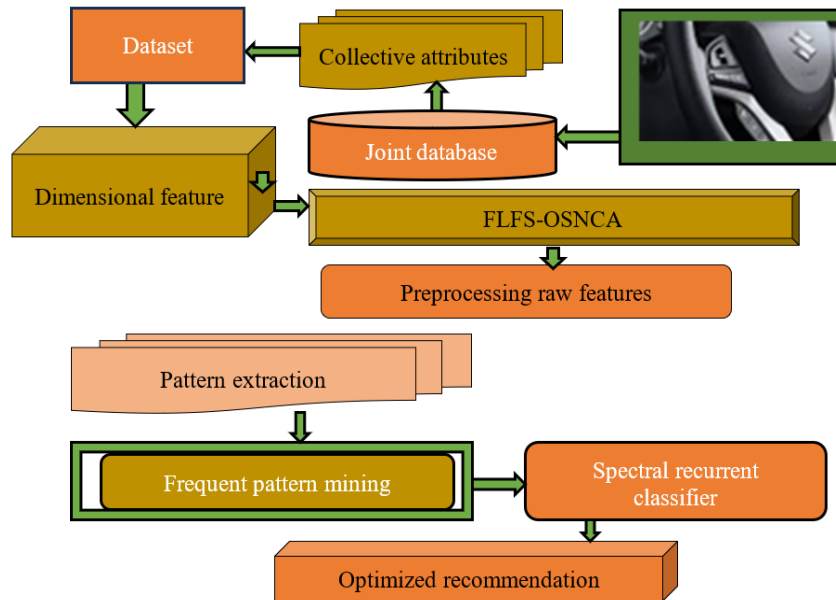 Dataset
Collective attributes
Joint database
Dimensional feature
FLFS-OSNCA
Preprocessing raw features
Pattern extraction
Frequent pattern mining
Spectral recurrent
classifier
Optimized recommendation